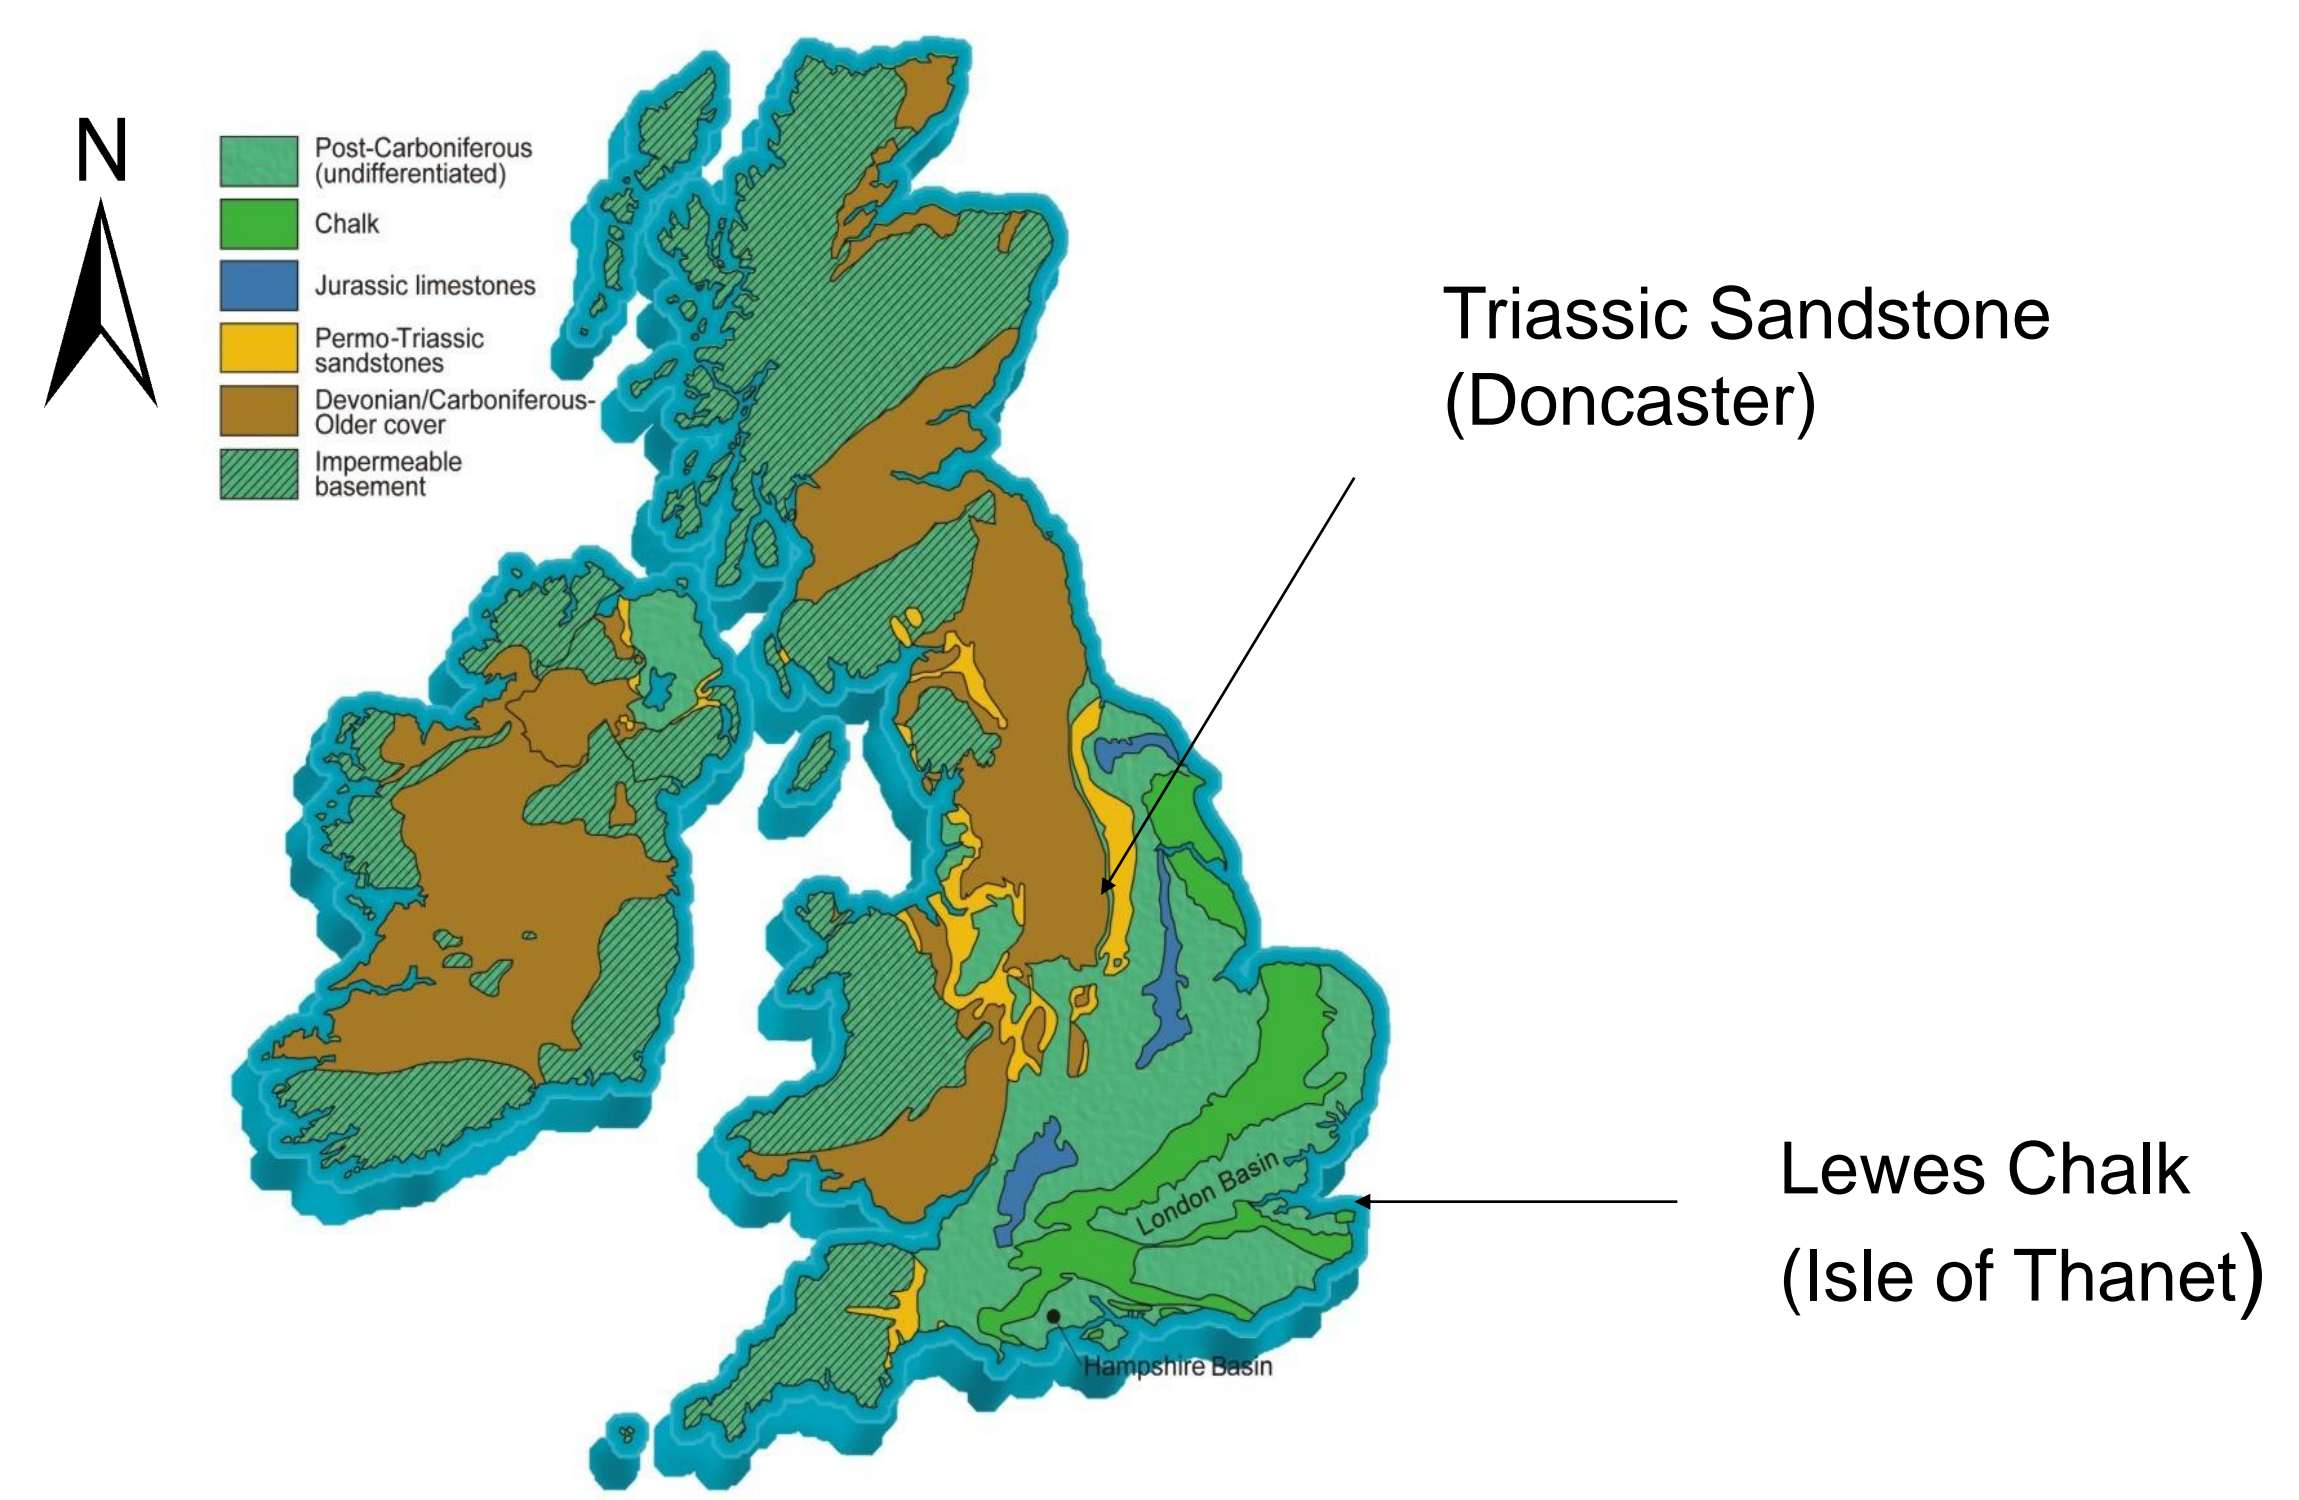 N
Post-Carboniferous
(undifferentiated)
Chalk
Jurassic limestones
Permo-Triassic
sandstones
Devonian/Carboniferous-
Older cover
Impermeable
basement
Triassic Sandstone
(Doncaster)
Lewes Chalk
(Isle of Thanet)
London Basin
Hampshire Basin